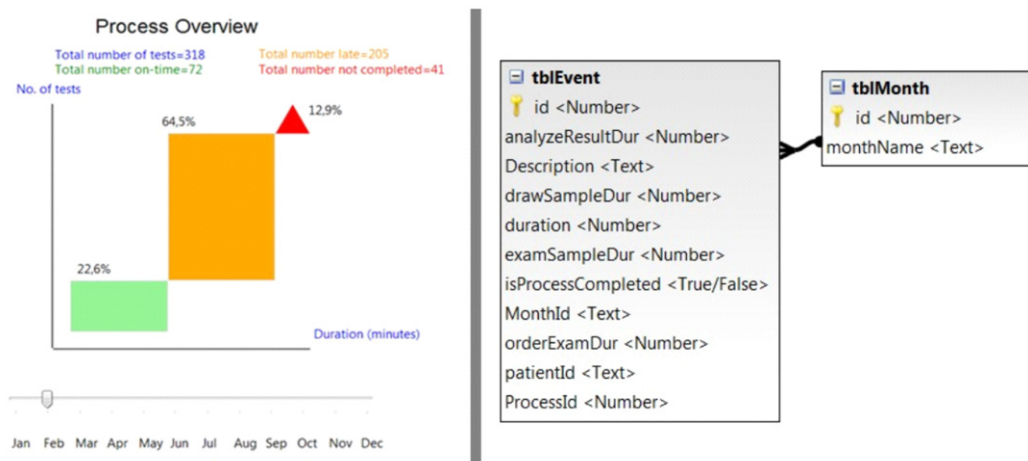 Process Overview
Total number of tests=318
Total number late=205
Total number on-time=72
Total number not completed=41
No. of tests
64,5%
12,9%
22,6%
Duration (minutes)
Jan Feb Mar Apr May Jun Jul Aug Sep Oct Nov Dec
tblEvent
id <Number>
analyzeResultDur <Number>
Description <Text>
drawSampleDur <Number>
duration <Number>
examSampleDur <Number>
isProcessCompleted <True/False>
MonthId <Text>
orderExamDur <Number>
patientId <Text>
ProcessId <Number>
tblMonth
id <Number>
monthName <Text>